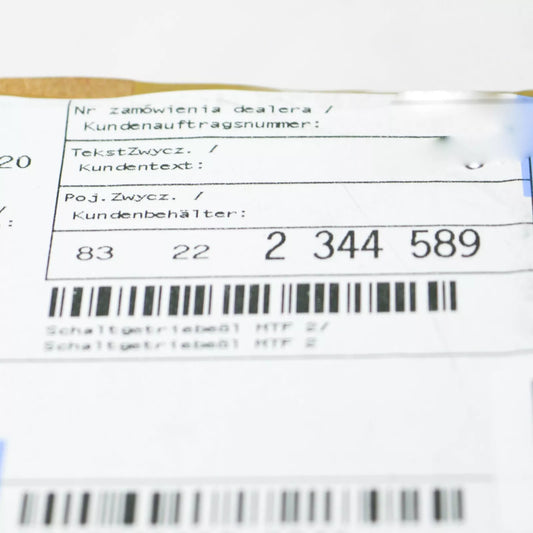 Nr zamówienia dealera /
Kundenauftragsnummer:
20
TekstZwycz. /
Kundentext:
Poj.Zwycz. /
Kundenbehälter:
/
:
83 22 2 344 589
Schaltgetriebeöl MTF 2/
Schaltgetriebeöl MTF 2